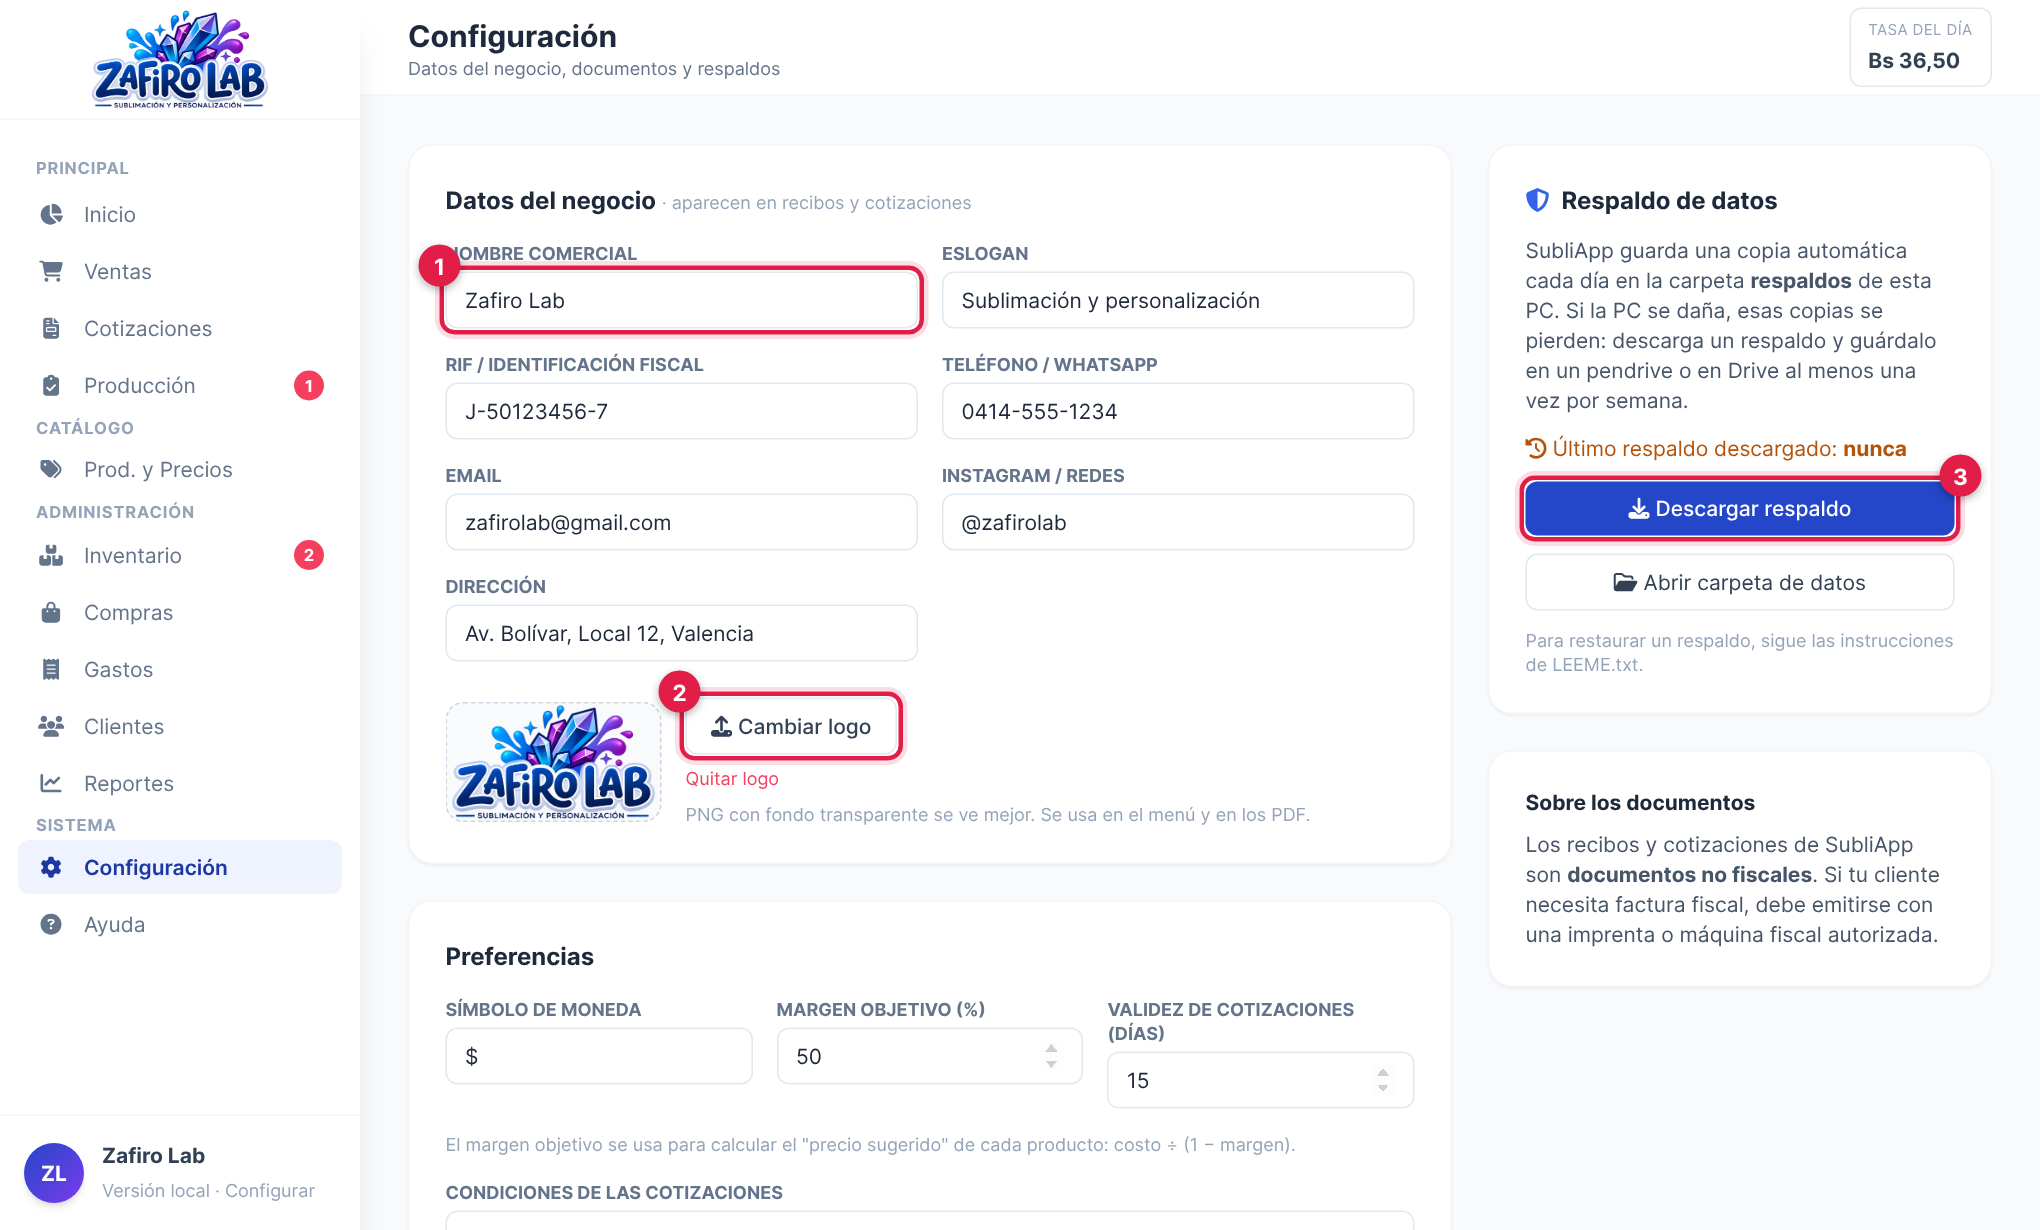 ZAFIRO LAB
SUBLIMACIÓN Y PERSONALIZACIÓN
PRINCIPAL
Inicio
Ventas
Cotizaciones
Producción
1
CATÁLOGO
Prod. y Precios
ADMINISTRACIÓN
Inventario
2
Compras
Gastos
Clientes
Reportes
SISTEMA
Configuración
Ayuda
ZL
Zafiro Lab
Versión local · Configurar
Configuración
Datos del negocio, documentos y respaldos
TASA DEL DÍA
Bs 36,50
Datos del negocio · aparecen en recibos y cotizaciones
1
OMBRE COMERCIAL
Zafiro Lab
ESLOGAN
Sublimación y personalización
RIF / IDENTIFICACIÓN FISCAL
J-50123456-7
TELÉFONO / WHATSAPP
0414-555-1234
EMAIL
zafirolab@gmail.com
INSTAGRAM / REDES
@zafirolab
DIRECCIÓN
Av. Bolívar, Local 12, Valencia
ZAFIRO LAB
SUBLIMACIÓN Y PERSONALIZACIÓN
2
Cambiar logo
Quitar logo
PNG con fondo transparente se ve mejor. Se usa en el menú y en los PDF.
Preferencias
SÍMBOLO DE MONEDA
$
MARGEN OBJETIVO (%)
50
VALIDEZ DE COTIZACIONES
(DÍAS)
15
El margen objetivo se usa para calcular el "precio sugerido" de cada producto: costo ÷ (1 − margen).
CONDICIONES DE LAS COTIZACIONES
Respaldo de datos
SubliApp guarda una copia automática
cada día en la carpeta respaldos de esta
PC. Si la PC se daña, esas copias se
pierden: descarga un respaldo y guárdalo
en un pendrive o en Drive al menos una
vez por semana.
Último respaldo descargado: nunca
3
Descargar respaldo
Abrir carpeta de datos
Para restaurar un respaldo, sigue las instrucciones
de LEEME.txt.
Sobre los documentos
Los recibos y cotizaciones de SubliApp
son documentos no fiscales. Si tu cliente
necesita factura fiscal, debe emitirse con
una imprenta o máquina fiscal autorizada.